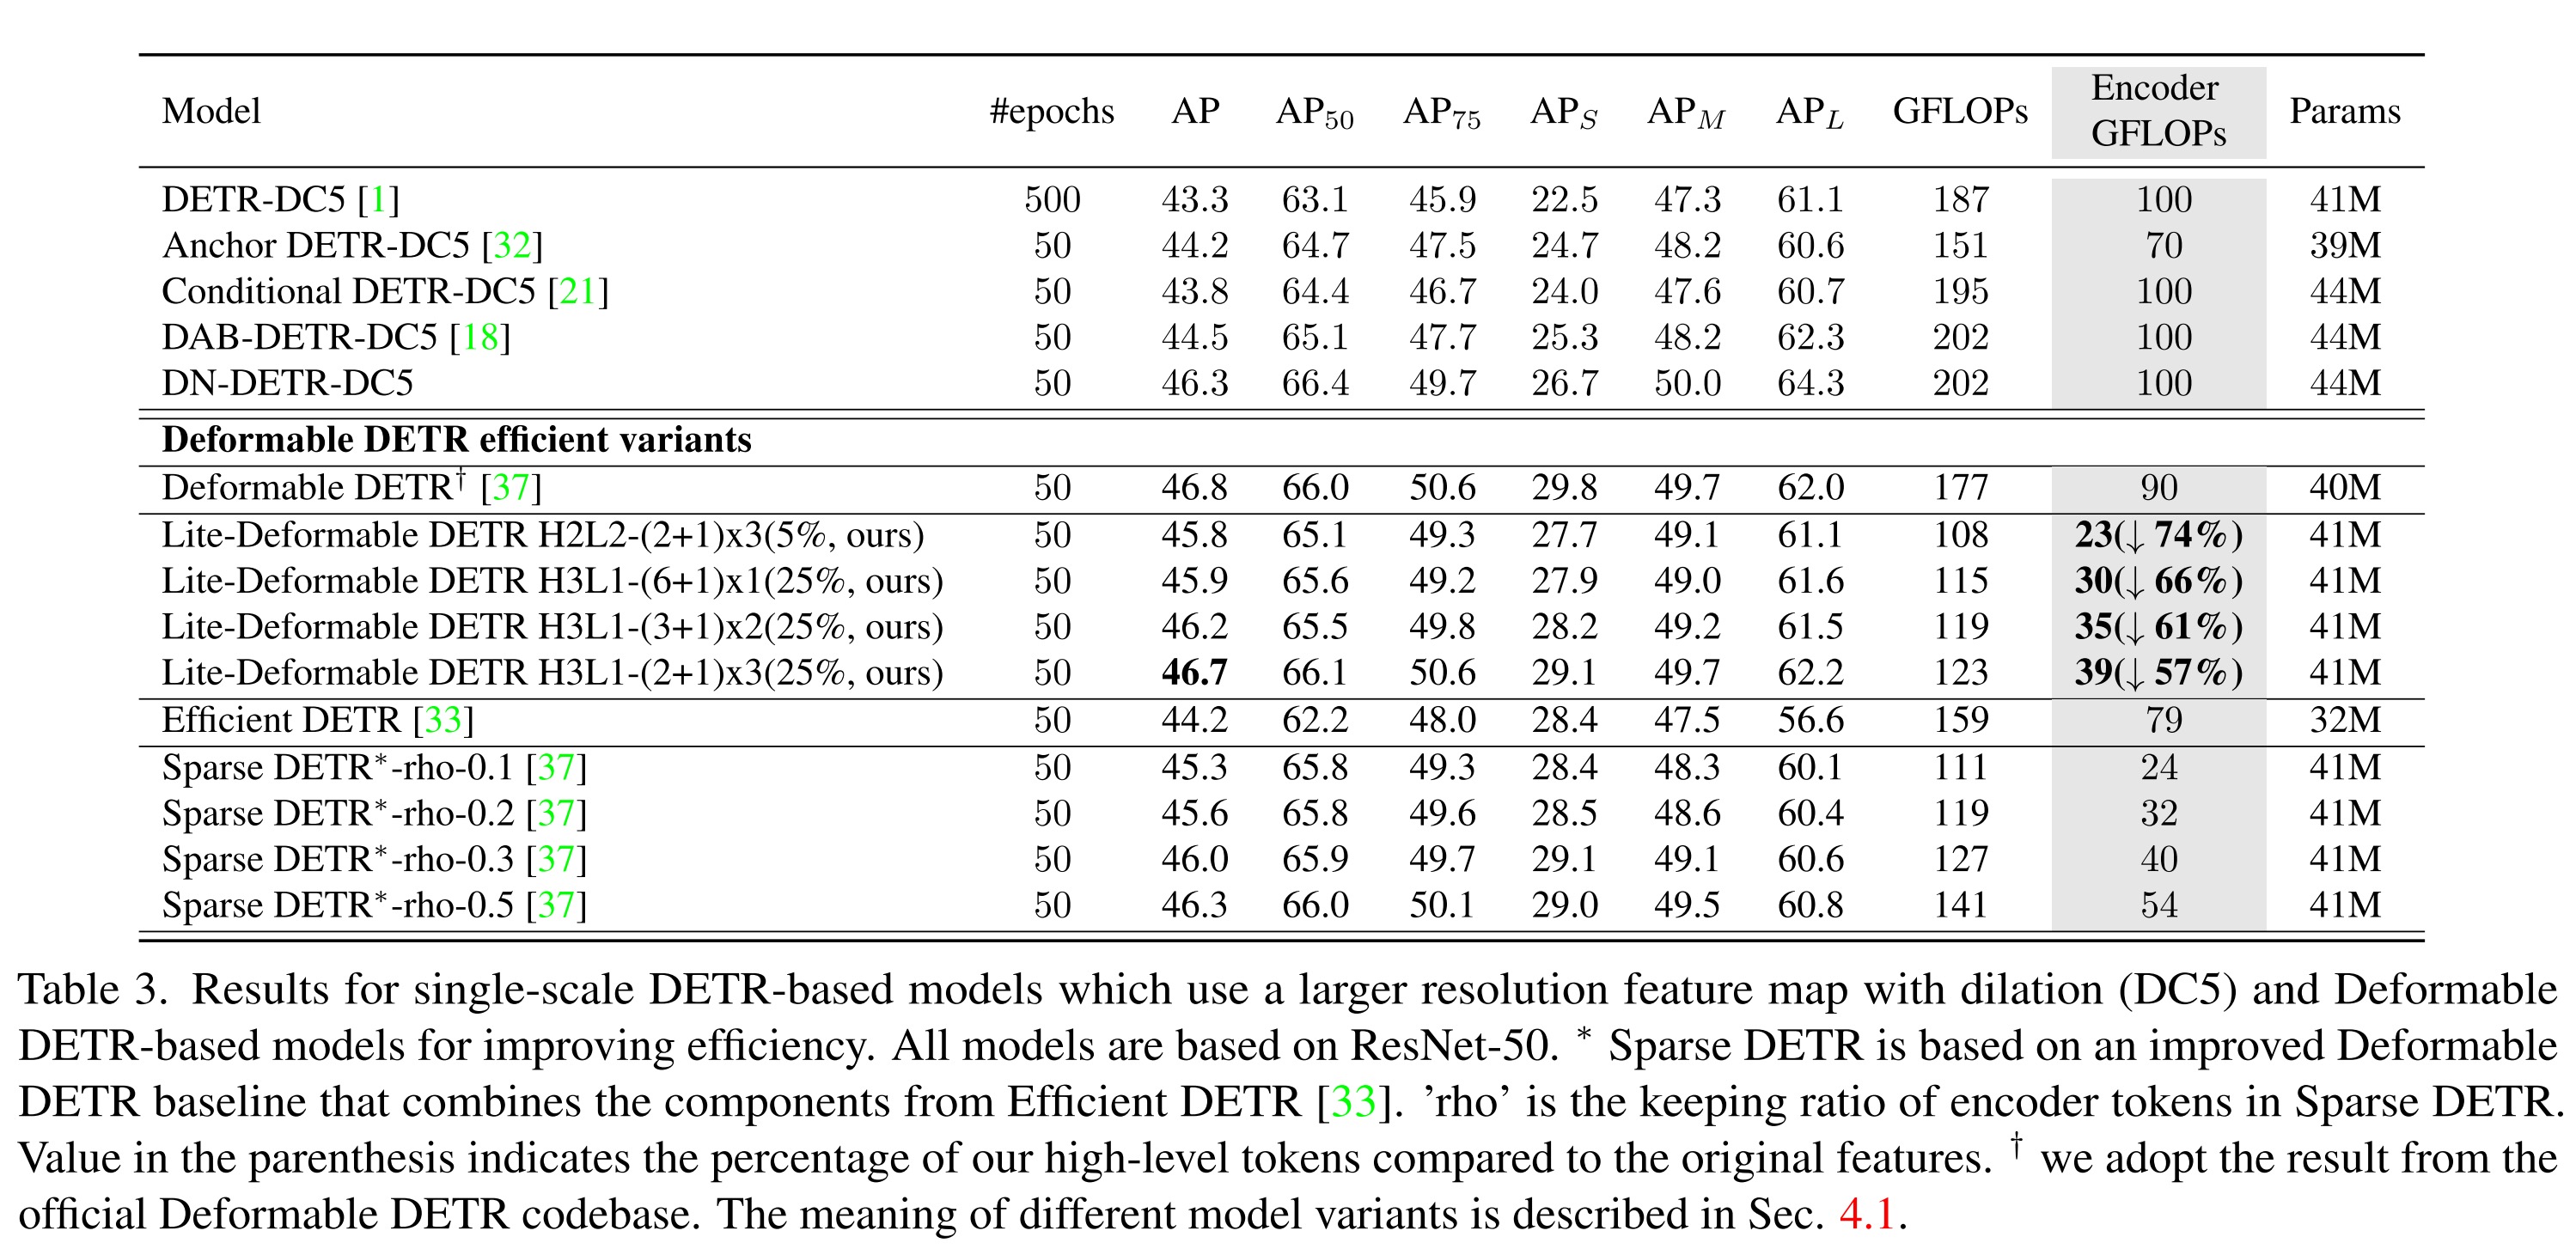 Model #epochs AP AP50 AP75 APS APM APL GFLOPs Encoder GFLOPs Params
DETR-DC5 [1] 500 43.3 63.1 45.9 22.5 47.3 61.1 187 100 41M
Anchor DETR-DC5 [32] 50 44.2 64.7 47.5 24.7 48.2 60.6 151 70 39M
Conditional DETR-DC5 [21] 50 43.8 64.4 46.7 24.0 47.6 60.7 195 100 44M
DAB-DETR-DC5 [18] 50 44.5 65.1 47.7 25.3 48.2 62.3 202 100 44M
DN-DETR-DC5 50 46.3 66.4 49.7 26.7 50.0 64.3 202 100 44M
Deformable DETR efficient variants
Deformable DETR† [37] 50 46.8 66.0 50.6 29.8 49.7 62.0 177 90 40M
Lite-Deformable DETR H2L2-(2+1)x3(5%, ours) 50 45.8 65.1 49.3 27.7 49.1 61.1 108 23(↓ 74%) 41M
Lite-Deformable DETR H3L1-(6+1)x1(25%, ours) 50 45.9 65.6 49.2 27.9 49.0 61.6 115 30(↓ 66%) 41M
Lite-Deformable DETR H3L1-(3+1)x2(25%, ours) 50 46.2 65.5 49.8 28.2 49.2 61.5 119 35(↓ 61%) 41M
Lite-Deformable DETR H3L1-(2+1)x3(25%, ours) 50 46.7 66.1 50.6 29.1 49.7 62.2 123 39(↓ 57%) 41M
Efficient DETR [33] 50 44.2 62.2 48.0 28.4 47.5 56.6 159 79 32M
Sparse DETR*-rho-0.1 [37] 50 45.3 65.8 49.3 28.4 48.3 60.1 111 24 41M
Sparse DETR*-rho-0.2 [37] 50 45.6 65.8 49.6 28.5 48.6 60.4 119 32 41M
Sparse DETR*-rho-0.3 [37] 50 46.0 65.9 49.7 29.1 49.1 60.6 127 40 41M
Sparse DETR*-rho-0.5 [37] 50 46.3 66.0 50.1 29.0 49.5 60.8 141 54 41M
Table 3. Results for single-scale DETR-based models which use a larger resolution feature map with dilation (DC5) and Deformable
DETR-based models for improving efficiency. All models are based on ResNet-50. * Sparse DETR is based on an improved Deformable
DETR baseline that combines the components from Efficient DETR [33]. ’rho’ is the keeping ratio of encoder tokens in Sparse DETR.
Value in the parenthesis indicates the percentage of our high-level tokens compared to the original features. † we adopt the result from the
official Deformable DETR codebase. The meaning of different model variants is described in Sec. 4.1.